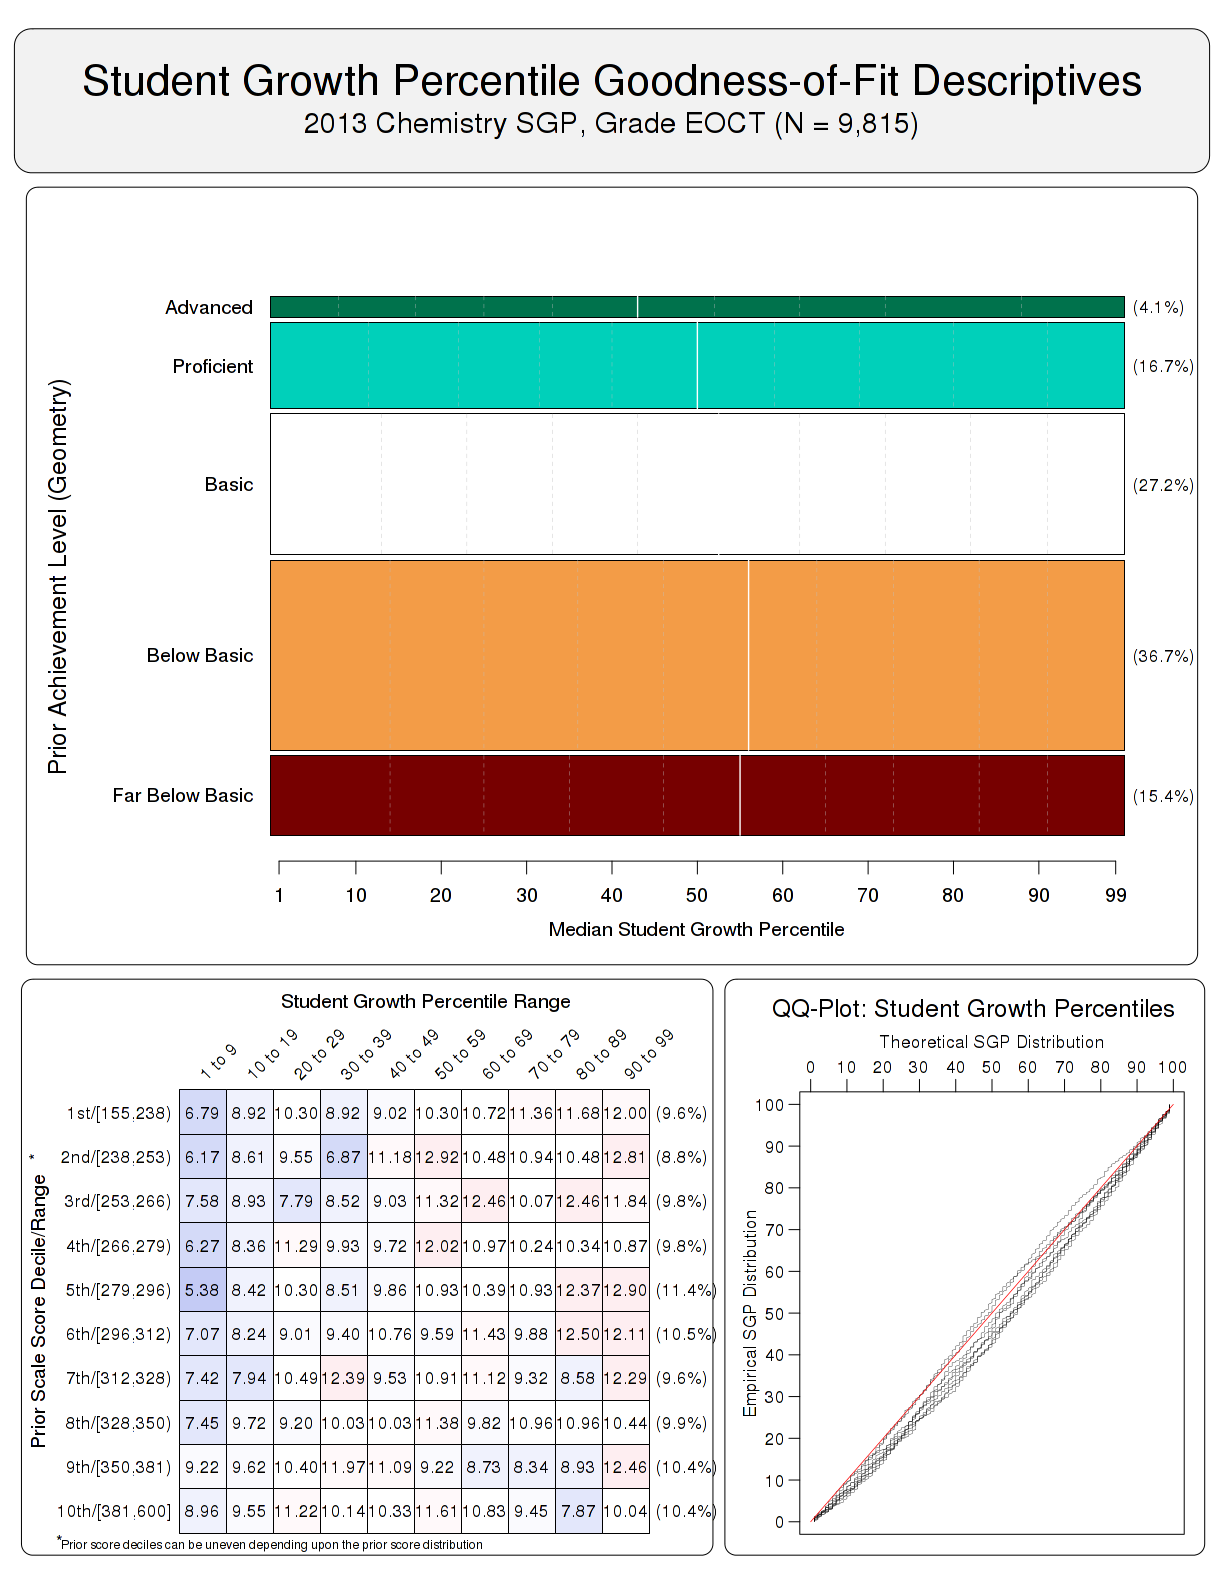 Student Growth Percentile Goodness-of-Fit Descriptives
2013 Chemistry SGP, Grade EOCT (N = 9,815)
Prior Achievement Level (Geometry)
Advanced (4.1%)
Proficient (16.7%)
Basic (27.2%)
Below Basic (36.7%)
Far Below Basic (15.4%)
1 10 20 30 40 50 60 70 80 90 99
Median Student Growth Percentile
Student Growth Percentile Range
1 to 9 10 to 19 20 to 29 30 to 39 40 to 49 50 to 59 60 to 69 70 to 79 80 to 89 90 to 99
Prior Scale Score Decile/Range *
1st/[155,238) 6.79 8.92 10.30 8.92 9.02 10.30 10.72 11.36 11.68 12.00 (9.6%)
2nd/[238,253) 6.17 8.61 9.55 6.87 11.18 12.92 10.48 10.94 10.48 12.81 (8.8%)
3rd/[253,266) 7.58 8.93 7.79 8.52 9.03 11.32 12.46 10.07 12.46 11.84 (9.8%)
4th/[266,279) 6.27 8.36 11.29 9.93 9.72 12.02 10.97 10.24 10.34 10.87 (9.8%)
5th/[279,296) 5.38 8.42 10.30 8.51 9.86 10.93 10.39 10.93 12.37 12.90 (11.4%)
6th/[296,312) 7.07 8.24 9.01 9.40 10.76 9.59 11.43 9.88 12.50 12.11 (10.5%)
7th/[312,328) 7.42 7.94 10.49 12.39 9.53 10.91 11.12 9.32 8.58 12.29 (9.6%)
8th/[328,350) 7.45 9.72 9.20 10.03 10.03 11.38 9.82 10.96 10.96 10.44 (9.9%)
9th/[350,381) 9.22 9.62 10.40 11.97 11.09 9.22 8.73 8.34 8.93 12.46 (10.4%)
10th/[381,600] 8.96 9.55 11.22 10.14 10.33 11.61 10.83 9.45 7.87 10.04 (10.4%)
*Prior score deciles can be uneven depending upon the prior score distribution
QQ-Plot: Student Growth Percentiles
Theoretical SGP Distribution
0 10 20 30 40 50 60 70 80 90 100
Empirical SGP Distribution
100
90
80
70
60
50
40
30
20
10
0